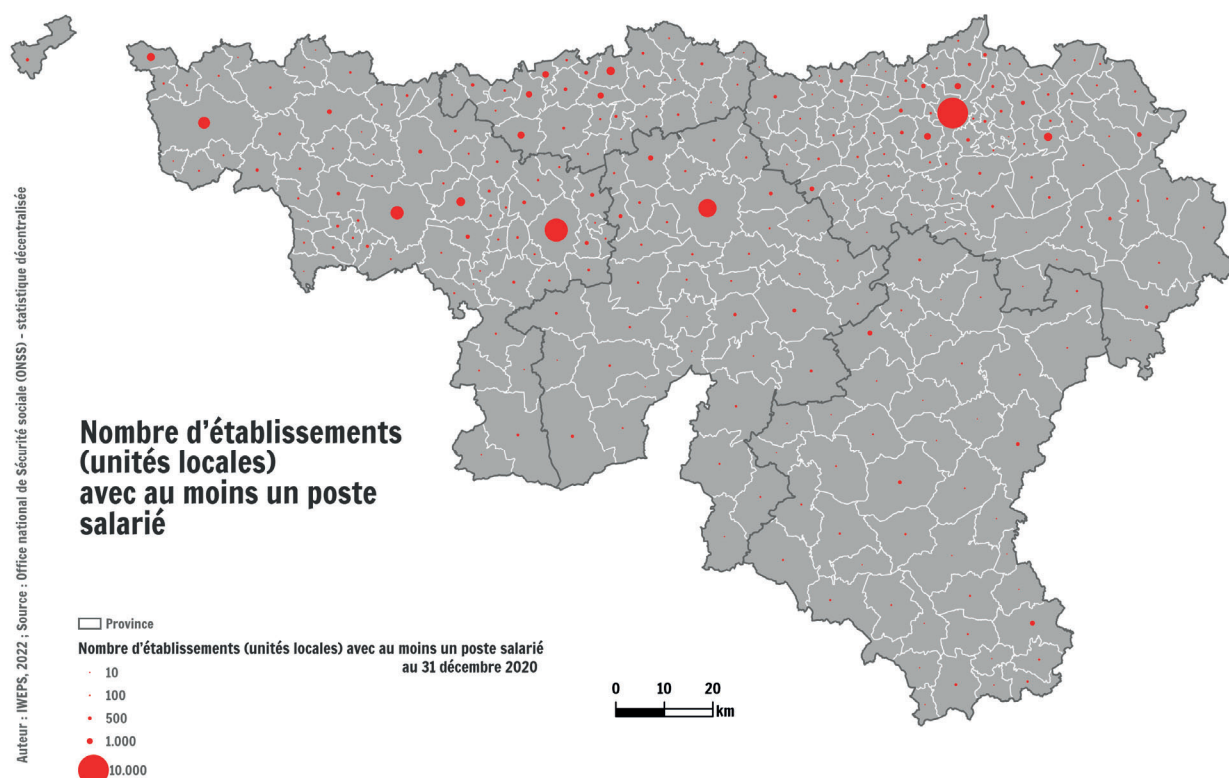 Nombre d'établissements
(unités locales)
avec au moins un poste
salarié
Province
Nombre d'établissements (unités locales) avec au moins un poste salarié
au 31 décembre 2020
10
100
500
1.000
10.000
0 10 20
km
Auteur : IWEPS, 2022 ; Source : Office national de Sécurité sociale (ONSS) - statistique décentralisée